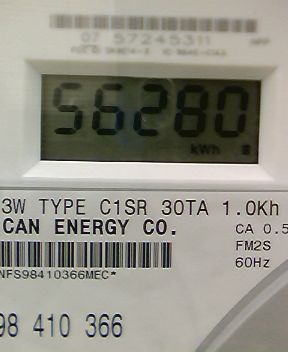 07 57245311
56280
kWh
3W TYPE C1SR 30TA 1.0Kh
CAN ENERGY CO.
CA 0.5
FM2S
60Hz
NFS98410366MEC*
98 410 366